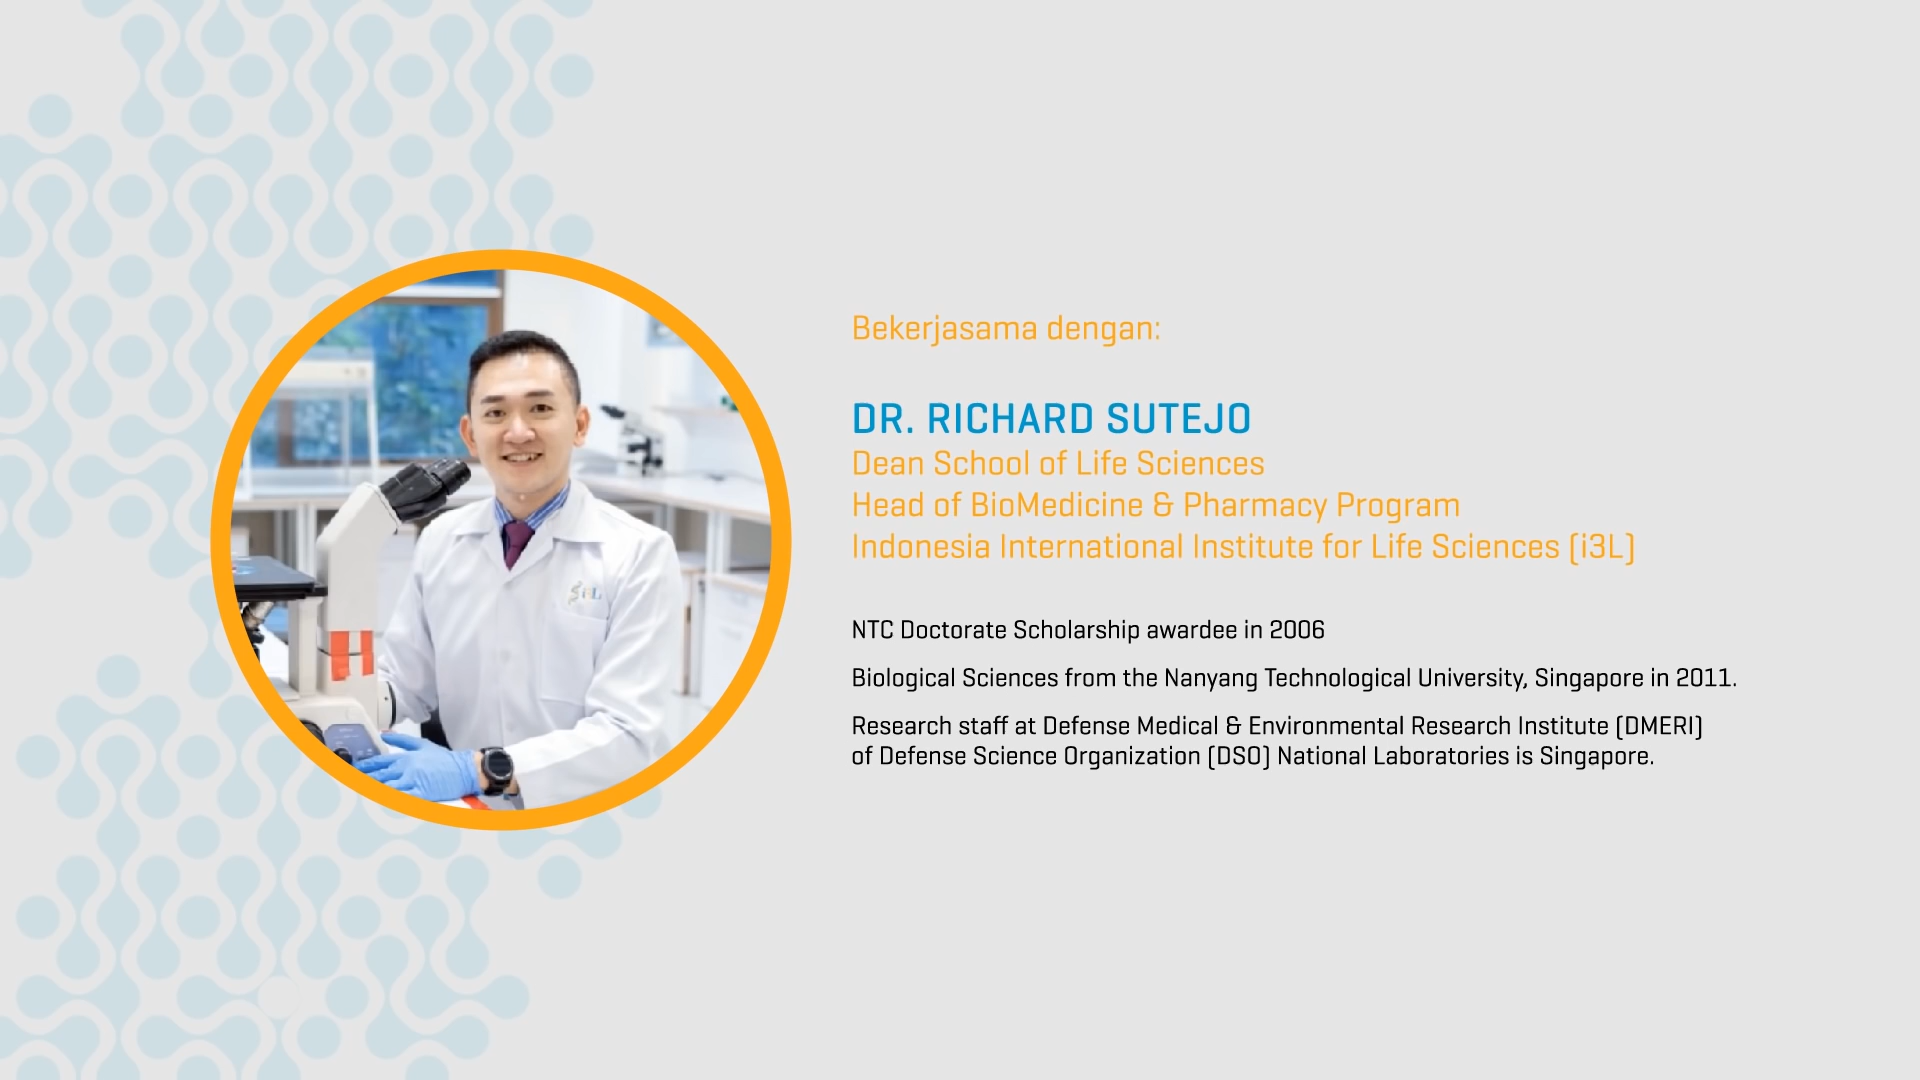 Bekerjasama dengan:
DR. RICHARD SUTEJO
Dean School of Life Sciences
Head of BioMedicine & Pharmacy Program
Indonesia International Institute for Life Sciences (i3L)
NTC Doctorate Scholarship awardee in 2006
Biological Sciences from the Nanyang Technological University, Singapore in 2011.
Research staff at Defense Medical & Environmental Research Institute (DMERI)
of Defense Science Organization (DSO) National Laboratories is Singapore.
i3L